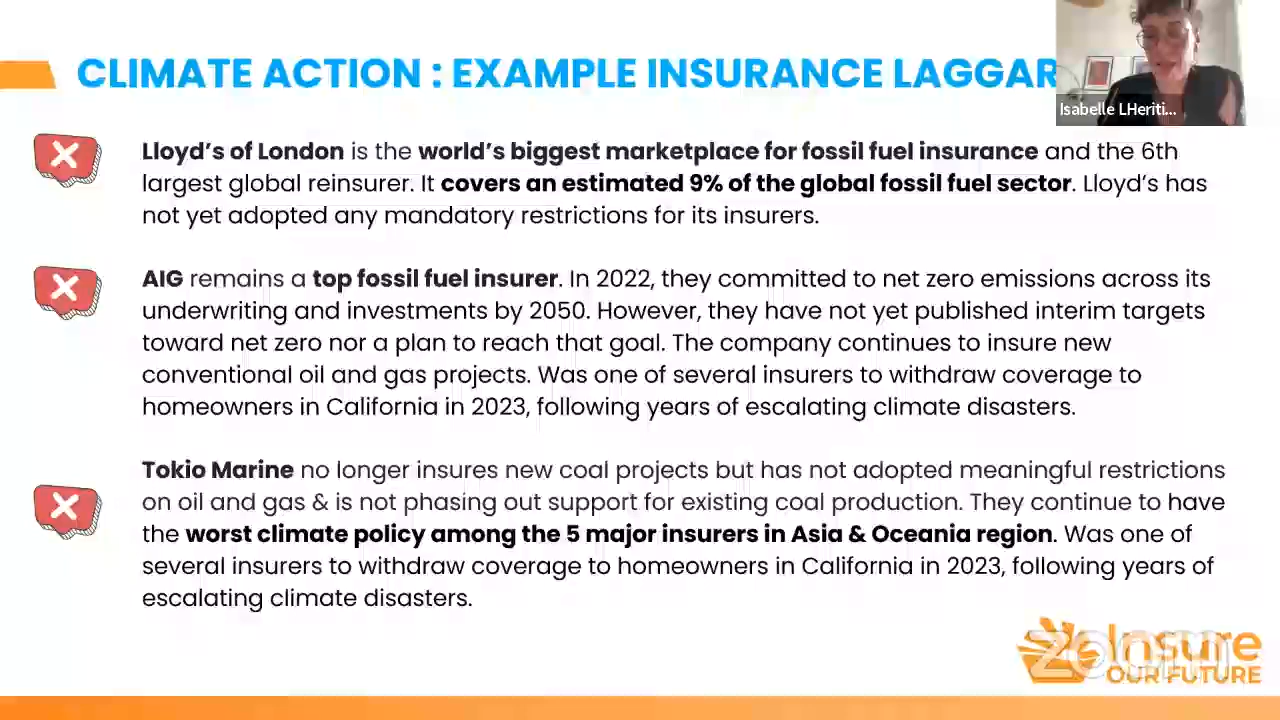 CLIMATE ACTION : EXAMPLE INSURANCE LAGGAR
Isabelle LHeriti...
Lloyd's of London is the world's biggest marketplace for fossil fuel insurance and the 6th
largest global reinsurer. It covers an estimated 9% of the global fossil fuel sector. Lloyd's has
not yet adopted any mandatory restrictions for its insurers.
AIG remains a top fossil fuel insurer. In 2022, they committed to net zero emissions across its
underwriting and investments by 2050. However, they have not yet published interim targets
toward net zero nor a plan to reach that goal. The company continues to insure new
conventional oil and gas projects. Was one of several insurers to withdraw coverage to
homeowners in California in 2023, following years of escalating climate disasters.
Tokio Marine no longer insures new coal projects but has not adopted meaningful restrictions
on oil and gas & is not phasing out support for existing coal production. They continue to have
the worst climate policy among the 5 major insurers in Asia & Oceania region. Was one of
several insurers to withdraw coverage to homeowners in California in 2023, following years of
escalating climate disasters.
Insure
OUR FUTURE
zoom